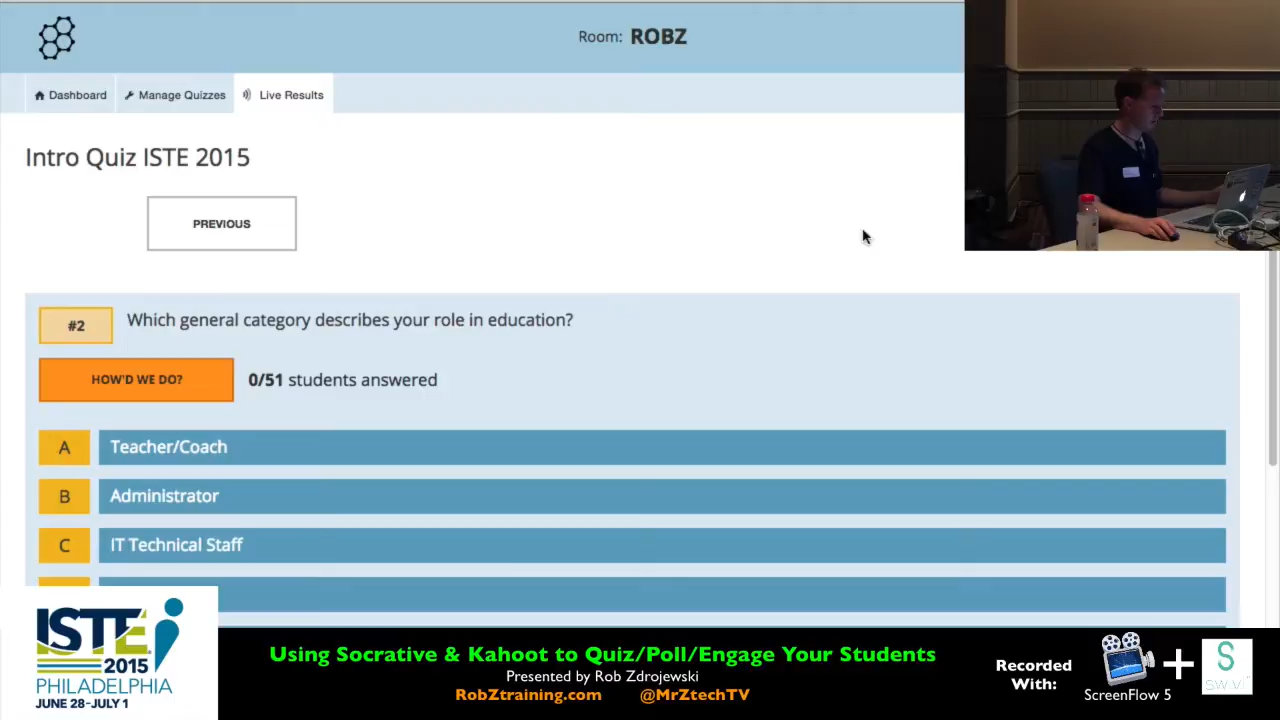 Room: ROBZ
Dashboard
Manage Quizzes
Live Results
Intro Quiz ISTE 2015
PREVIOUS
#2
Which general category describes your role in education?
HOW'D WE DO?
0/51 students answered
A
Teacher/Coach
B
Administrator
C
IT Technical Staff
ISTE
2015
PHILADELPHIA
JUNE 28-JULY 1
Using Socrative & Kahoot to Quiz/Poll/Engage Your Students
Presented by Rob Zdrojewski
RobZtraining.com
@MrZtechTV
Recorded
With:
ScreenFlow 5
+
S